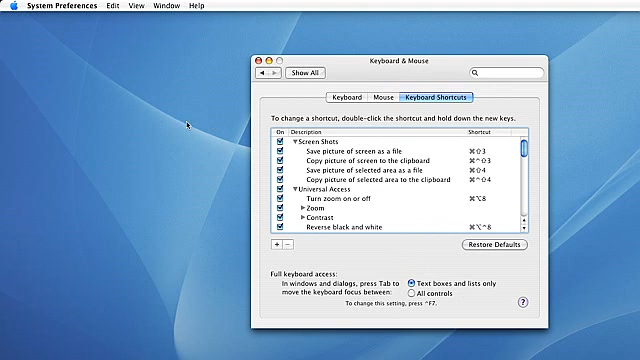 System Preferences Edit View Window Help
Keyboard & Mouse
Show All
Keyboard Mouse Keyboard Shortcuts
To change a shortcut, double-click the shortcut and hold down the new keys.
On Description Shortcut
Screen Shots
Save picture of screen as a file ⌘⇧3
Copy picture of screen to the clipboard ⌘^⇧3
Save picture of selected area as a file ⌘⇧4
Copy picture of selected area to the clipboard ⌘^⇧4
Universal Access
Turn zoom on or off ⌘⌥8
Zoom
Contrast
Reverse black and white ⌘⌥^8
+ −
Restore Defaults
Full keyboard access:
In windows and dialogs, press Tab to move the keyboard focus between:
Text boxes and lists only
All controls
To change this setting, press ^F7.
?